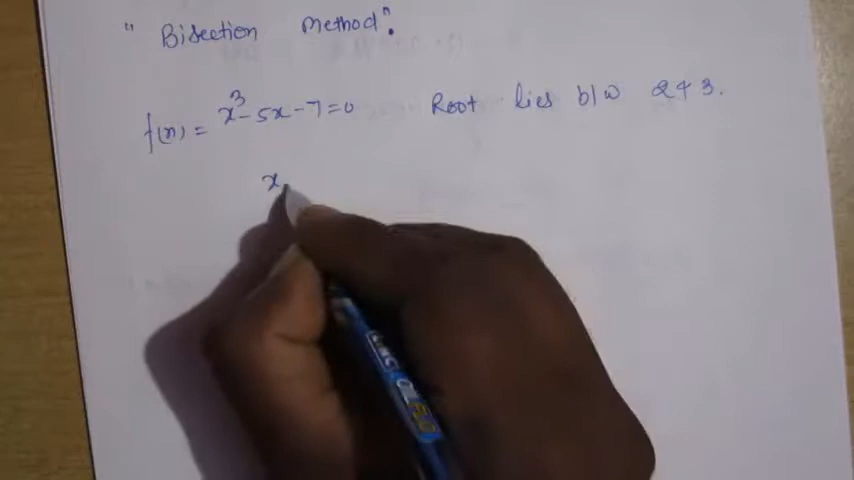 " Bisection Method".
f(x) = x³-5x-7=0 Root lies b/w 2 & 3.
x